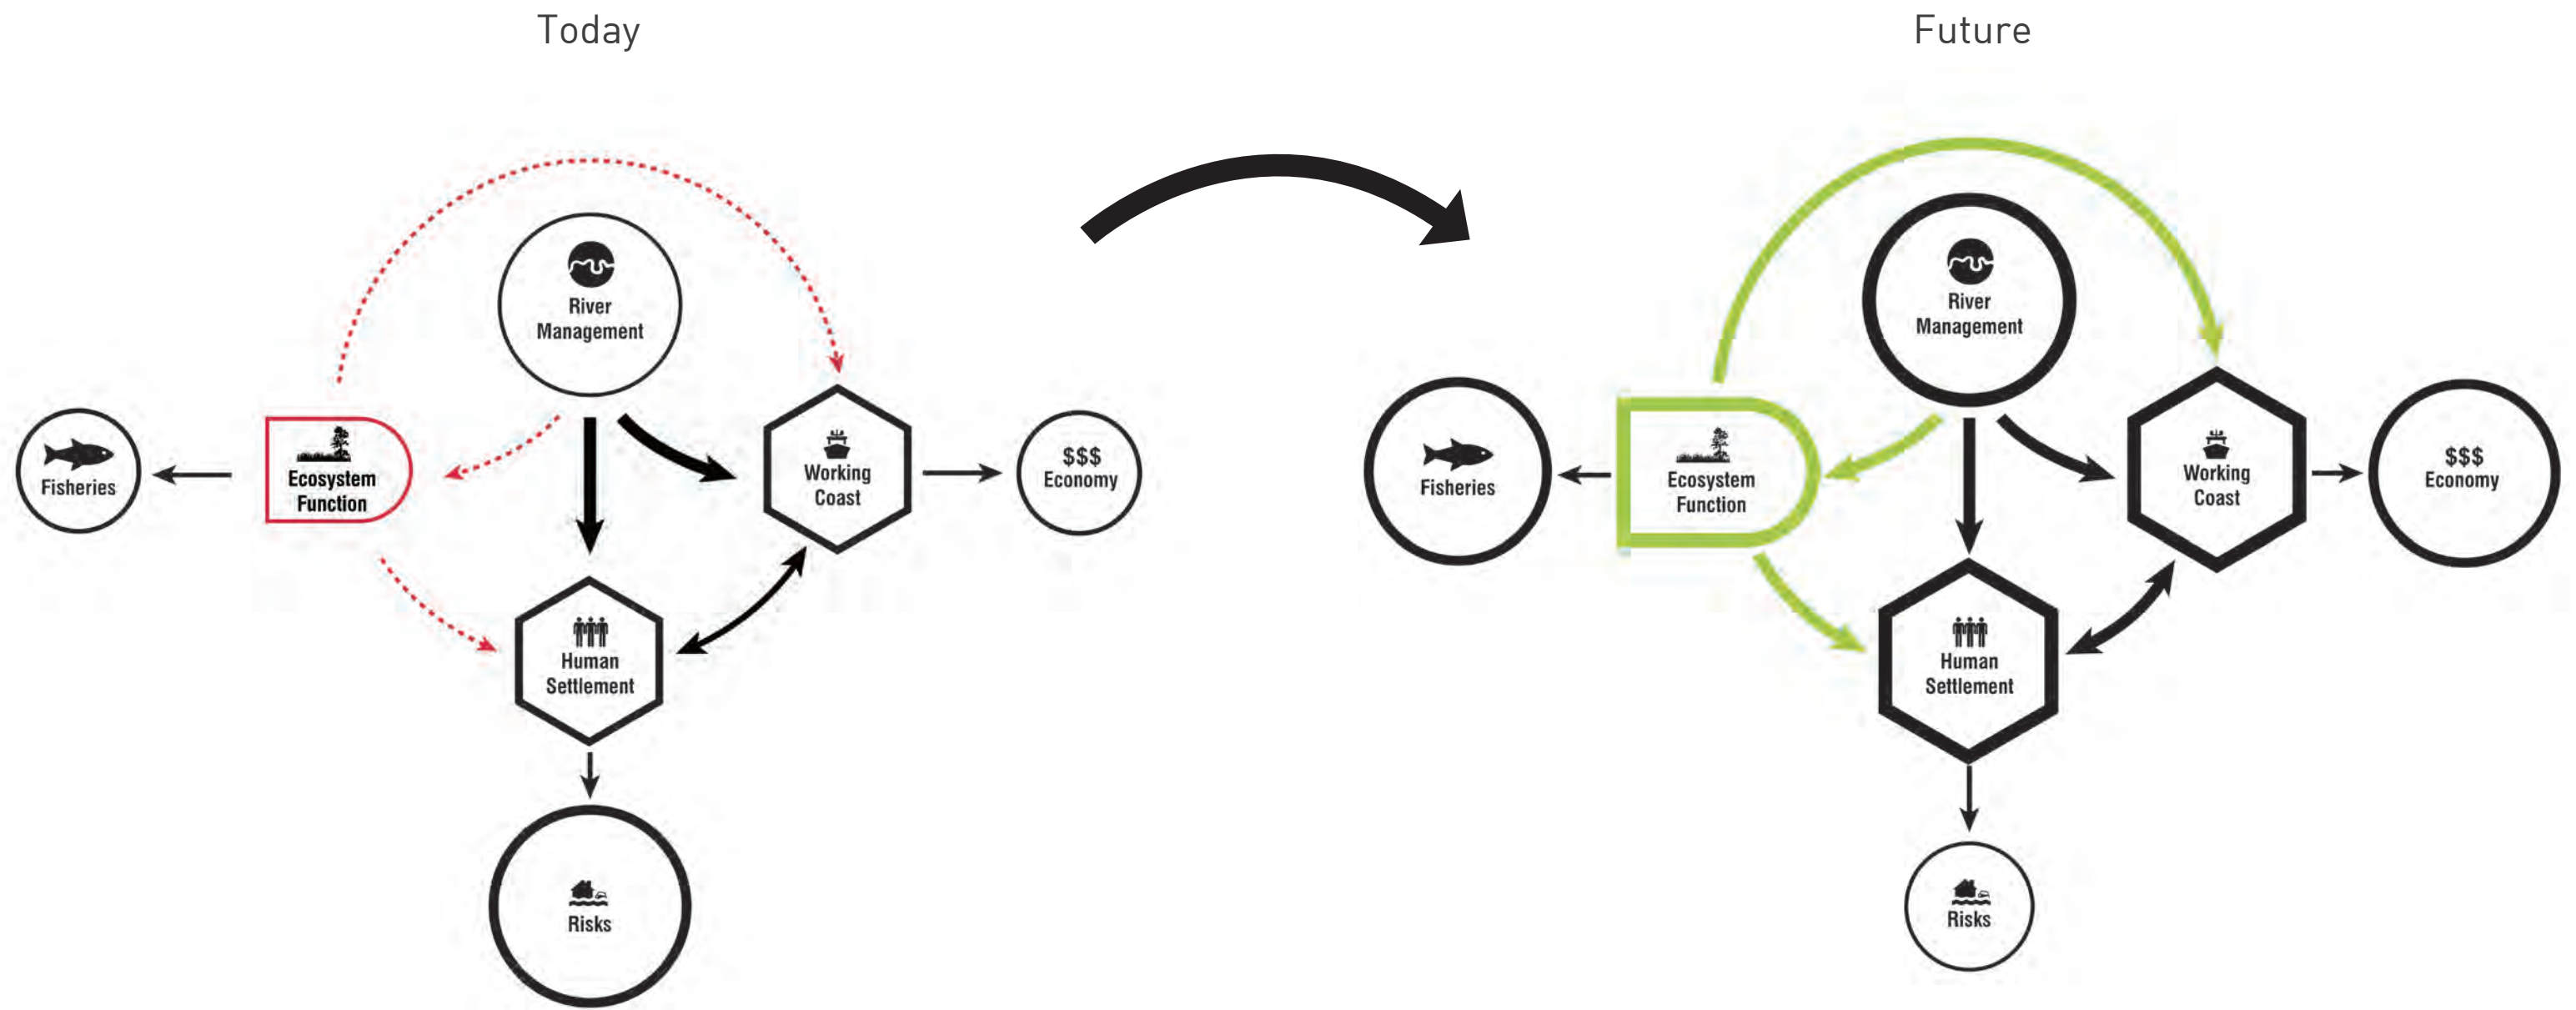 Today
River
Management
Fisheries
Ecosystem
Function
Working
Coast
$$$
Economy
Human
Settlement
Risks
Future
River
Management
Fisheries
Ecosystem
Function
Working
Coast
$$$
Economy
Human
Settlement
Risks